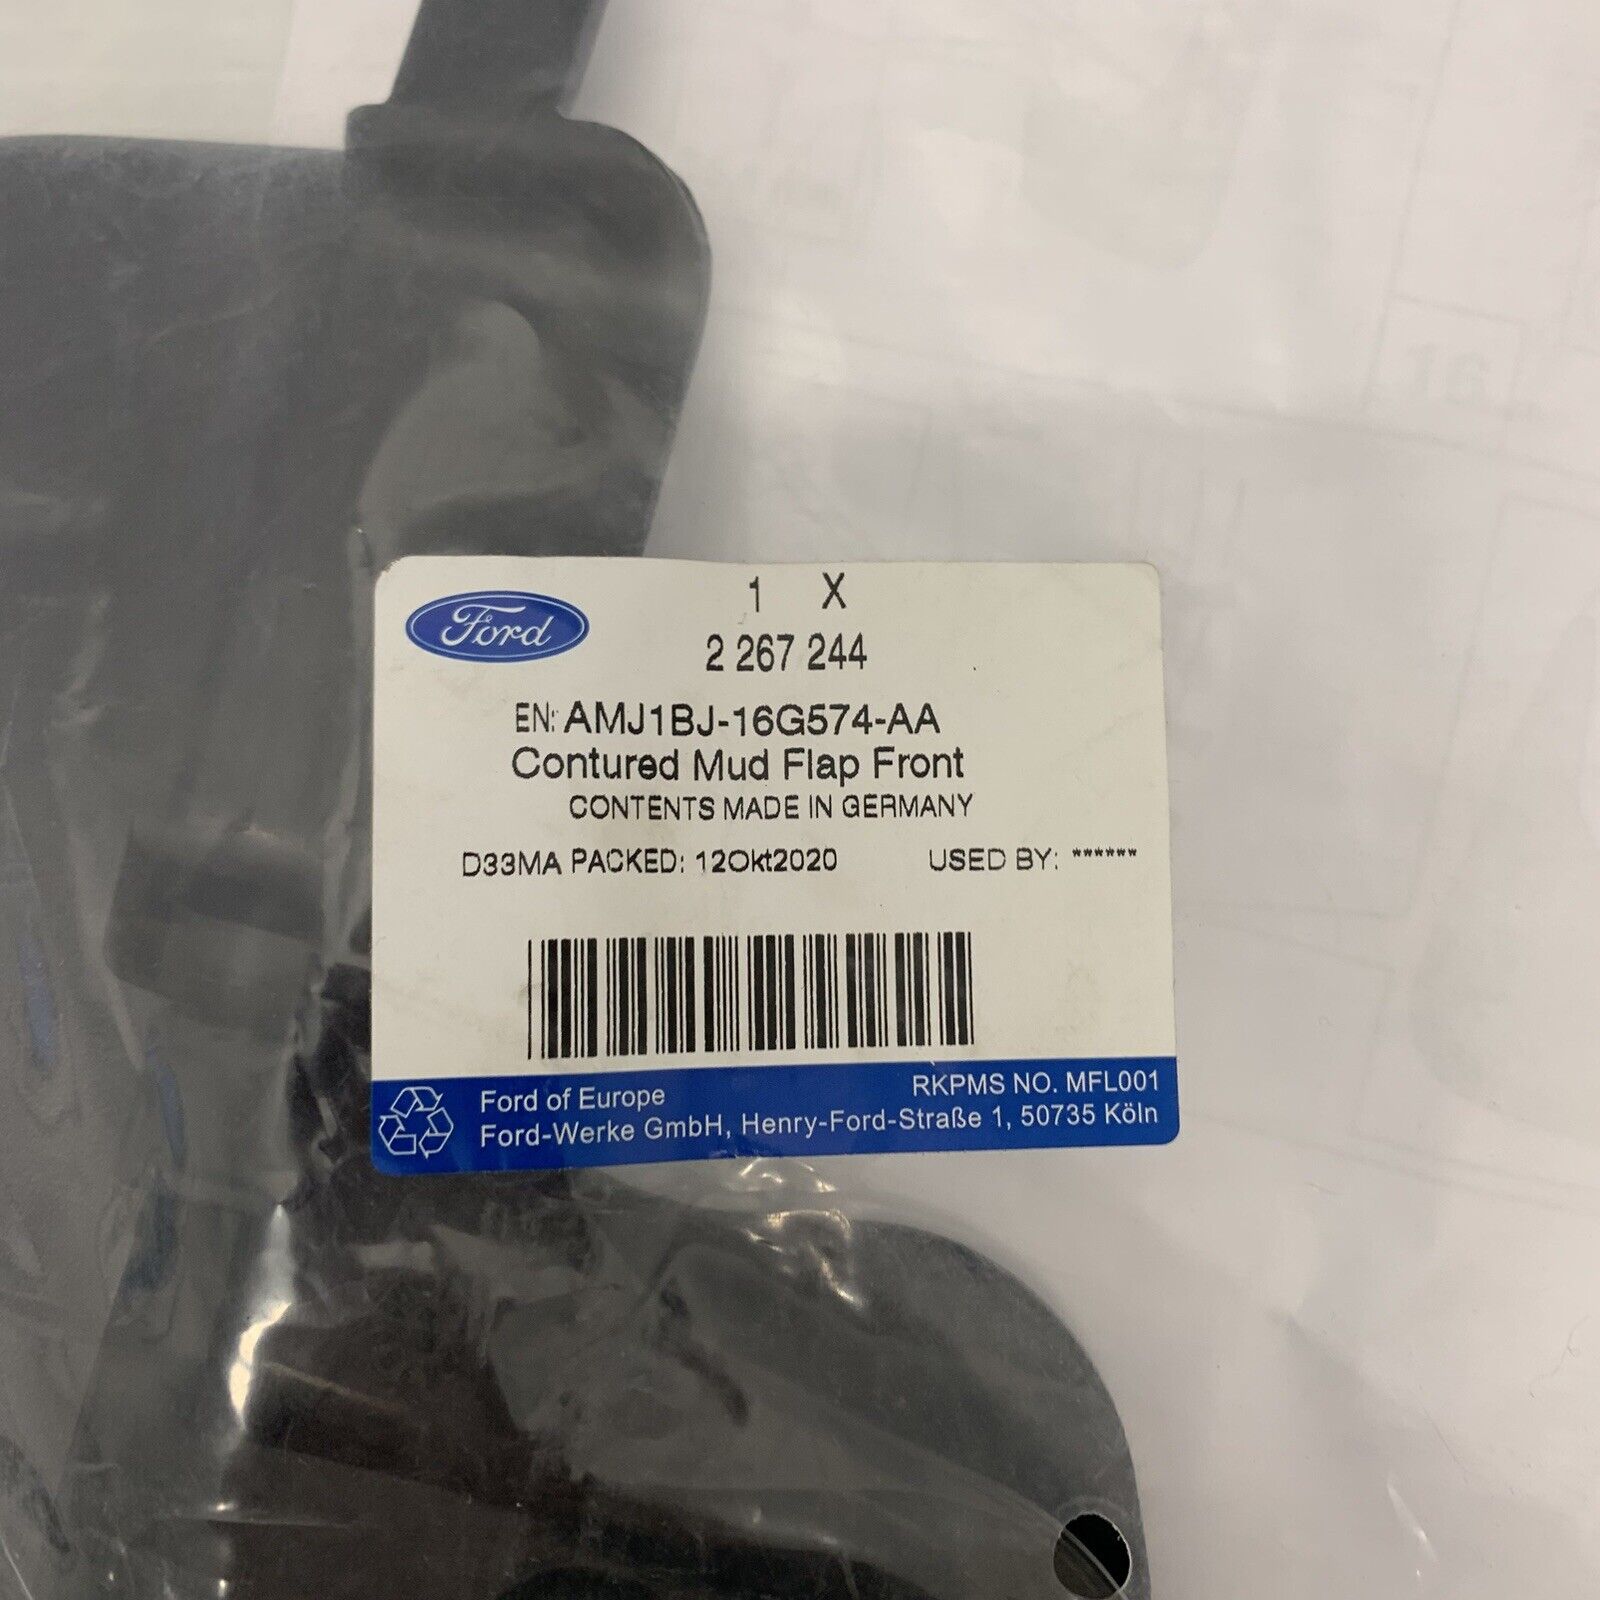 1 X
Ford
2 267 244
EN: AMJ1BJ-16G574-AA
Contured Mud Flap Front
CONTENTS MADE IN GERMANY
D33MA PACKED: 12Okt2020 USED BY: ******
Ford of Europe RKPMS NO. MFL001
Ford-Werke GmbH, Henry-Ford-Straße 1, 50735 Köln